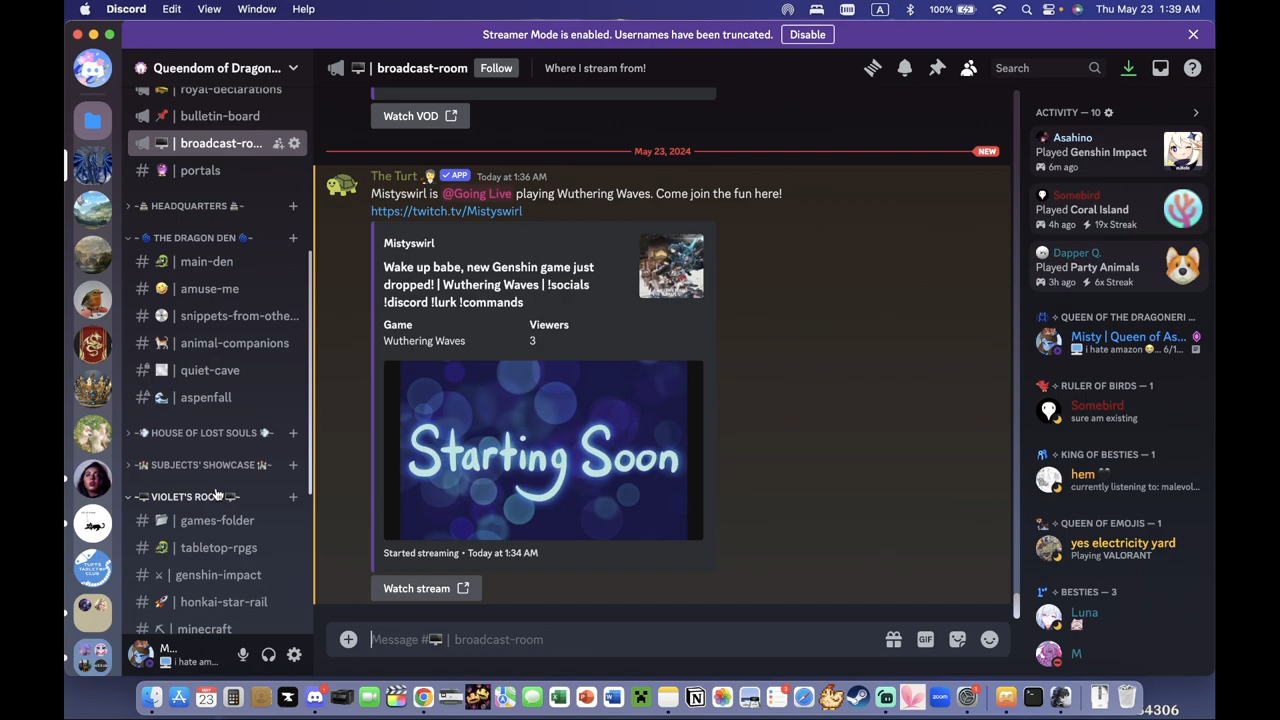 Discord Edit View Window Help
A 100% Thu May 23 1:39 AM
Streamer Mode is enabled. Usernames have been truncated. Disable
Queendom of Dragon...
royal-declarations
bulletin-board
broadcast-ro...
portals
HEADQUARTERS
THE DRAGON DEN
main-den
amuse-me
snippets-from-othe...
animal-companions
quiet-cave
aspenfall
HOUSE OF LOST SOULS
SUBJECTS' SHOWCASE
VIOLET'S ROOM
games-folder
tabletop-rpgs
genshin-impact
honkai-star-rail
minecraft
M...
i hate am...
| broadcast-room Follow Where I stream from!
Search
Watch VOD
May 23, 2024 NEW
The Turt.. APP Today at 1:36 AM
Mistyswirl is @Going Live playing Wuthering Waves. Come join the fun here!
https://twitch.tv/Mistyswirl
Mistyswirl
Wake up babe, new Genshin game just
dropped! | Wuthering Waves | !socials
!discord !lurk !commands
Game Viewers
Wuthering Waves 3
Starting Soon
Started streaming • Today at 1:34 AM
Watch stream
Message # | broadcast-room
GIF
ACTIVITY — 10
Asahino
Played Genshin Impact
6m ago
Somebird
Played Coral Island
4h ago 19x Streak
Dapper Q.
Played Party Animals
3h ago 6x Streak
QUEEN OF THE DRAGONERI ...
Misty | Queen of As...
i hate amazon ... 6/1...
RULER OF BIRDS — 1
Somebird
sure am existing
KING OF BESTIES — 1
hem
currently listening to: malevol...
QUEEN OF EMOJIS — 1
yes electricity yard
Playing VALORANT
BESTIES — 3
Luna
M
MAY
23
zoom
34306